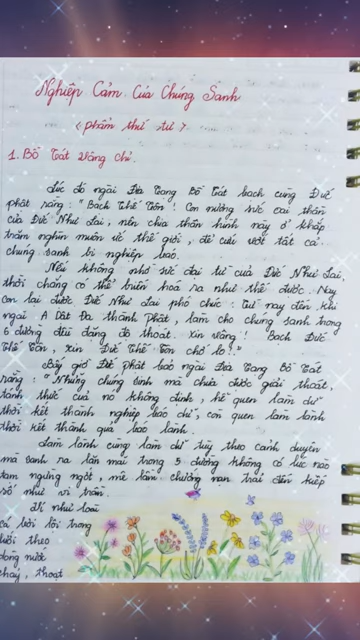 Nghiệp Cảm Của Chúng Sanh
< phẩm thứ tư >
1. Bồ Tát Vâng chỉ.
Lúc đó ngài Địa Tạng Bồ Tát bạch cùng Đức
phật rằng: "Bạch Thế Tôn! Con nương sức oai thần
của Đức Như Lai, nên chia thân hình này ở khắp
trăm nghìn muôn ức thế giới, để cứu vớt tất cả
chúng sanh bị nghiệp báo.
Nếu không nhờ sức đại từ của Đức Như Lai,
thời chẳng có thể biến hoá ra như thế được. Nay
con lại được Đức Như Lai phó chúc: Từ nay đến khi
ngài A Dật Đa thành Phật, làm cho chúng sanh trong
6 đường đều đặng độ thoát. Xin vâng! Bạch Đức
Thế Tôn, xin Đức Thế Tôn chớ lo!"
Bấy giờ Đức phật bảo ngài Địa Tạng Bồ Tát
rằng: "Những chúng sinh mà chưa được giải thoát,
tánh thức của nó không định, hễ quen làm dữ
thời kết thành nghiệp báo dữ, còn quen làm lành
thời kết thành quả báo lành.
Làm lành cùng làm dữ tuỳ theo cảnh duyên
mà sanh ra lăn mãi trong 5 đường không có lúc nào
tạm ngừng ngớt, mê lầm chướng nạn trải đến kiếp
số như vi trần.
Ví như loài
cá bơi lội trong
lưới theo
dòng nước
chảy, thoạt